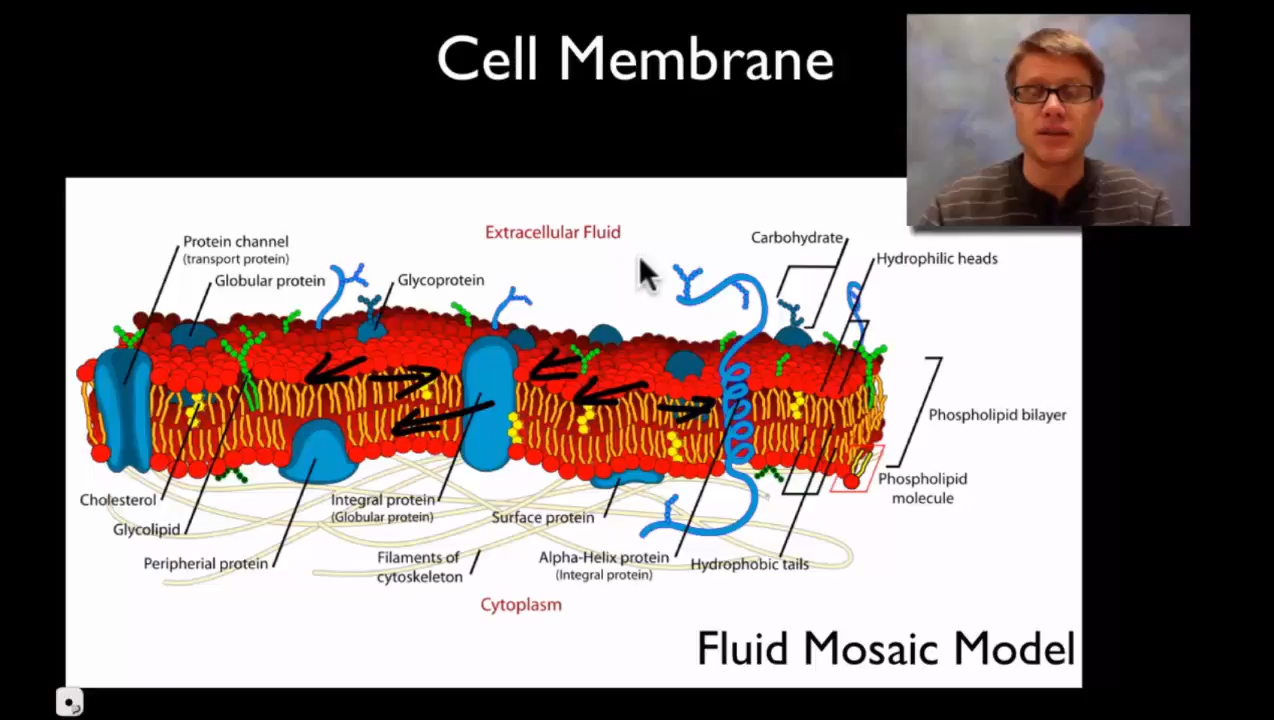 Cell Membrane
Extracellular Fluid
Carbohydrate
Protein channel
(transport protein)
Hydrophilic heads
Globular protein
Glycoprotein
Phospholipid bilayer
Phospholipid
molecule
Cholesterol
Integral protein
(Globular protein)
Surface protein
Glycolipid
Peripherial protein
Filaments of
cytoskeleton
Alpha-Helix protein
(Integral protein)
Hydrophobic tails
Cytoplasm
Fluid Mosaic Model